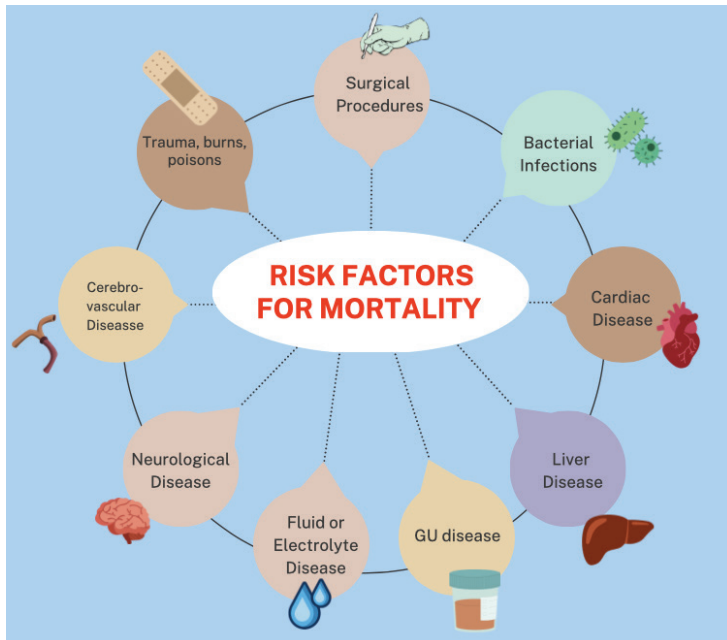 Surgical
Procedures
Bacterial
Infections
Cardiac
Disease
Liver
Disease
GU disease
Fluid or
Electrolyte
Disease
Neurological
Disease
Cerebro-
vascular
Diseasse
Trauma, burns,
poisons
RISK FACTORS
FOR MORTALITY